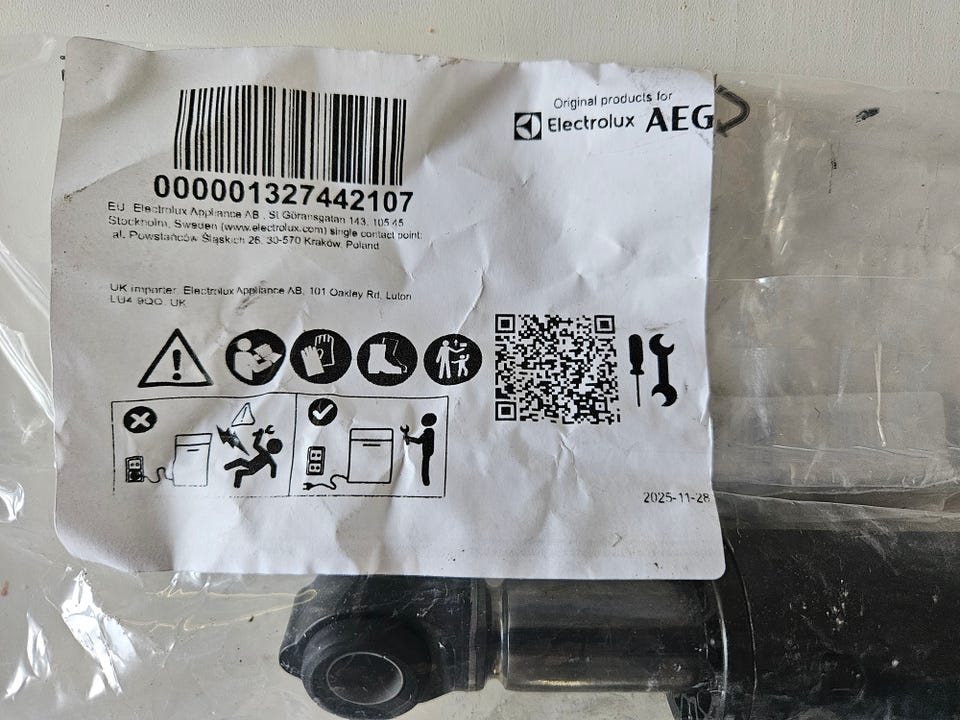 000001327442107
EU: Electrolux Appliance AB , St Göransgatan 143, 105 45
Stockholm, Sweden (www.electrolux.com) single contact point:
al. Powstańców Śląskich 26, 30-570 Kraków, Poland
UK importer: Electrolux Appliance AB, 101 Oakley Rd, Luton
LU4 9QQ, UK
Original products for
Electrolux AEG
2025-11-28